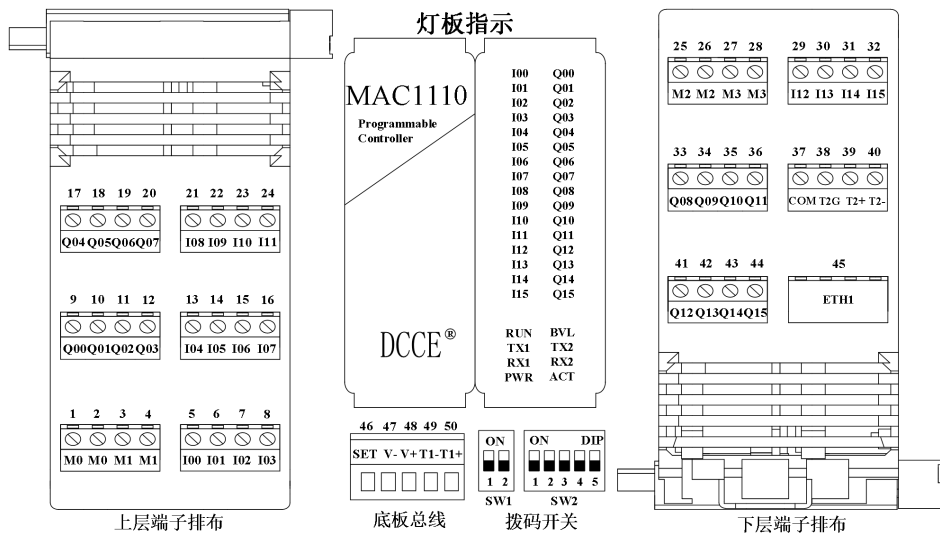 灯板指示
17 18 19 20 21 22 23 24
Q04 Q05 Q06 Q07 I08 I09 I10 I11
9 10 11 12 13 14 15 16
Q00 Q01 Q02 Q03 I04 I05 I06 I07
1 2 3 4 5 6 7 8
M0 M0 M1 M1 I00 I01 I02 I03
上层端子排布
MAC1110
Programmable
Controller
DCCE®
I00 Q00
I01 Q01
I02 Q02
I03 Q03
I04 Q04
I05 Q05
I06 Q06
I07 Q07
I08 Q08
I09 Q09
I10 Q10
I11 Q11
I12 Q12
I13 Q13
I14 Q14
I15 Q15
RUN BVL
TX1 TX2
RX1 RX2
PWR ACT
46 47 48 49 50
SET V- V+ T1- T1+
底板总线
ON
1 2
SW1
ON DIP
1 2 3 4 5
SW2
拨码开关
25 26 27 28 29 30 31 32
M2 M2 M3 M3 I12 I13 I14 I15
33 34 35 36 37 38 39 40
Q08 Q09 Q10 Q11 COM T2G T2+ T2-
41 42 43 44 45
Q12 Q13 Q14 Q15 ETH1
下层端子排布